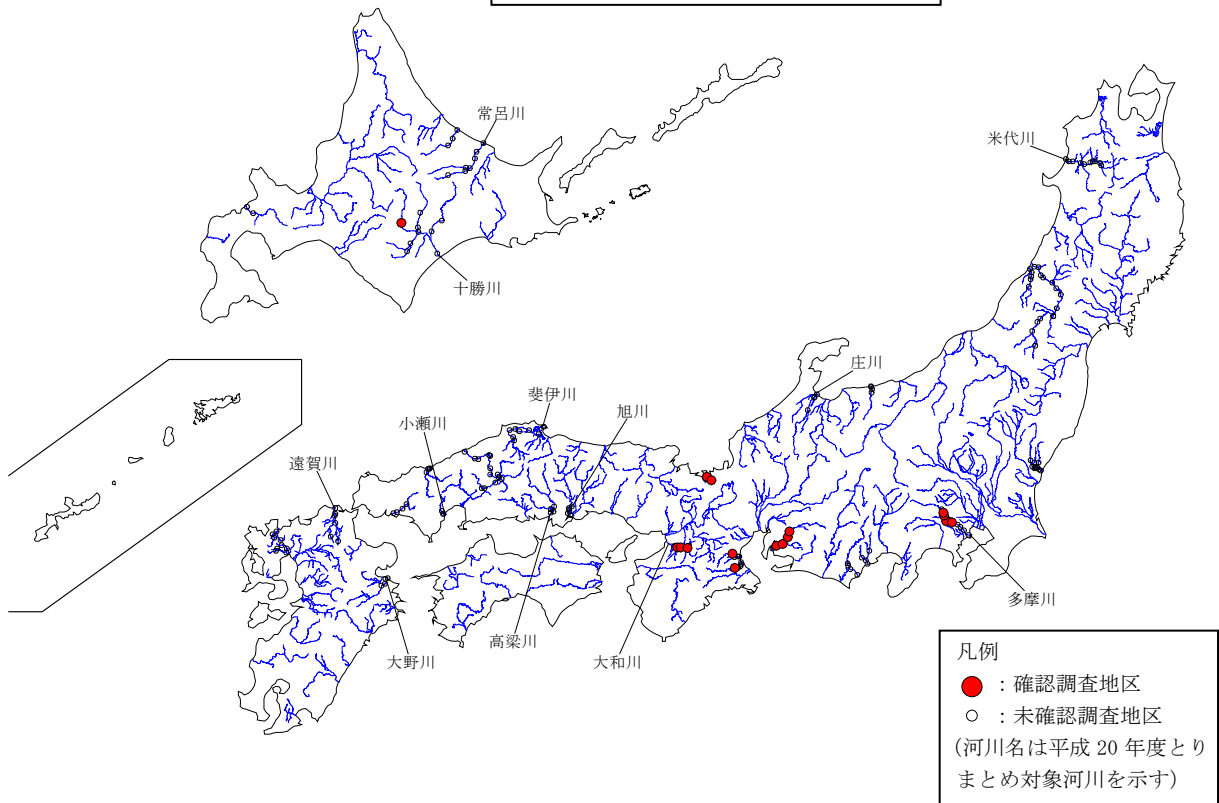 常呂川
米代川
十勝川
庄川
斐伊川
小瀬川
旭川
遠賀川
多摩川
高梁川
大野川
大和川
凡例
：確認調査地区
：未確認調査地区
(河川名は平成 20 年度とり
まとめ対象河川を示す)